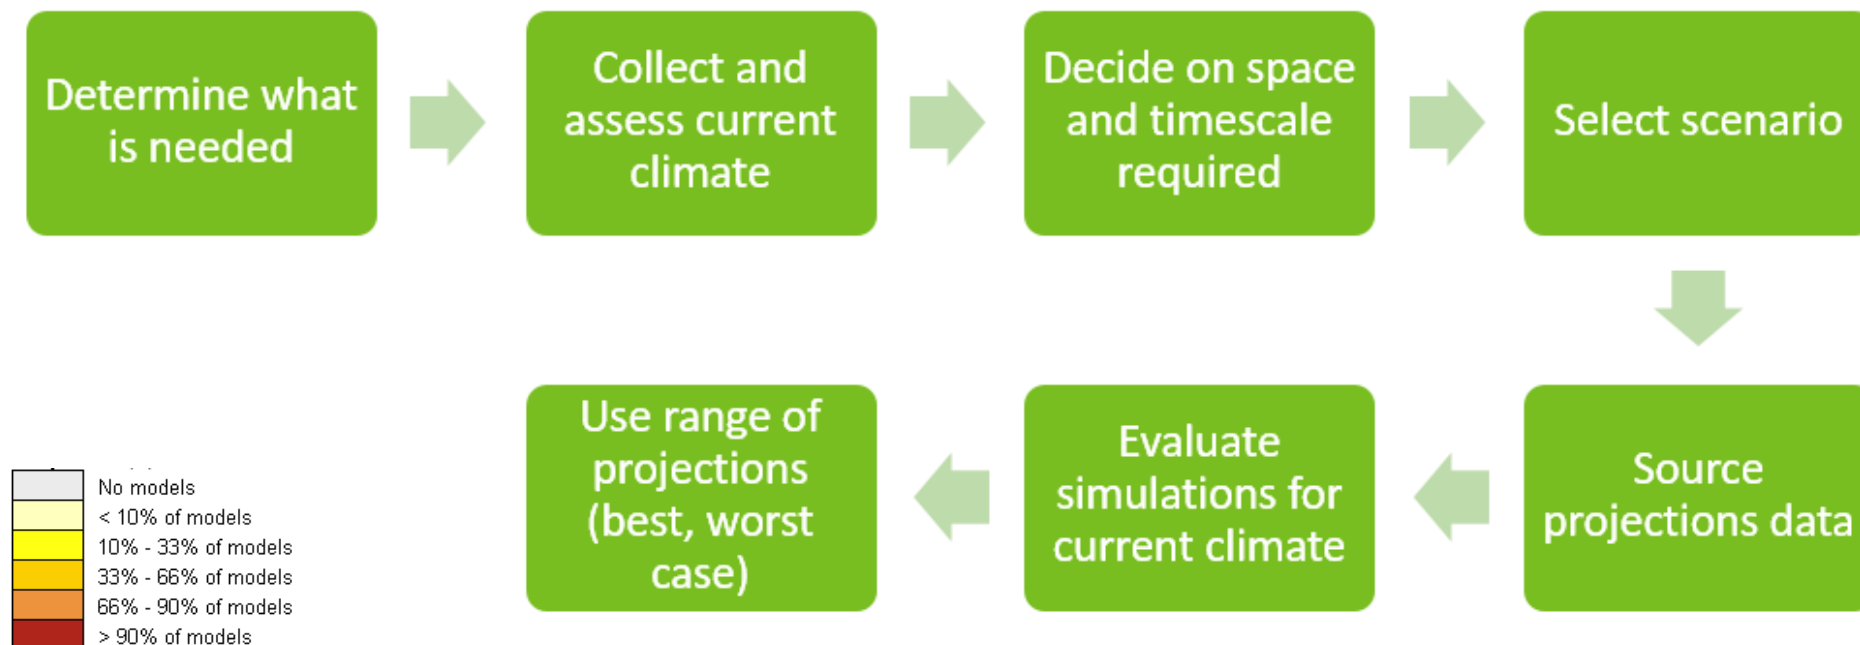 Determine what
is needed
Collect and
assess current
climate
Decide on space
and timescale
required
Select scenario
Source
projections data
Evaluate
simulations for
current climate
Use range of
projections
(best, worst
case)
No models
< 10% of models
10% - 33% of models
33% - 66% of models
66% - 90% of models
> 90% of models